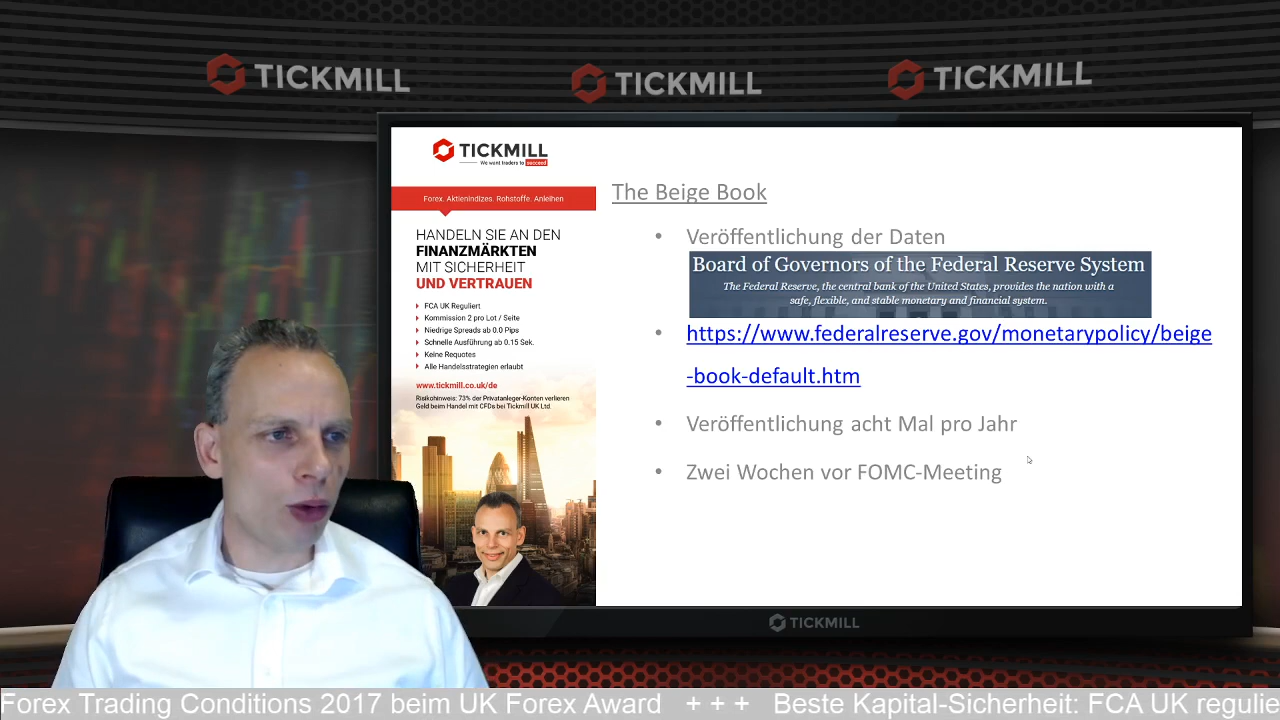 TICKMILL
TICKMILL
TICKMILL
TICKMILL
We want traders to succeed
Forex. Aktienindizes. Rohstoffe. Anleihen
HANDELN SIE AN DEN
FINANZMÄRKTEN
MIT SICHERHEIT
UND VERTRAUEN
FCA UK Reguliert
Kommission 2 pro Lot / Seite
Niedrige Spreads ab 0.0 Pips
Schnelle Ausführung ab 0.15 Sek.
Keine Requotes
Alle Handelsstrategien erlaubt
www.tickmill.co.uk/de
Risikohinweis: 73% der Privatanleger-Konten verlieren
Geld beim Handel mit CFDs bei Tickmill UK Ltd.
The Beige Book
• Veröffentlichung der Daten
Board of Governors of the Federal Reserve System
The Federal Reserve, the central bank of the United States, provides the nation with a
safe, flexible, and stable monetary and financial system.
• https://www.federalreserve.gov/monetarypolicy/beige
-book-default.htm
• Veröffentlichung acht Mal pro Jahr
• Zwei Wochen vor FOMC-Meeting
TICKMILL
Forex Trading Conditions 2017 beim UK Forex Award + + + Beste Kapital-Sicherheit: FCA UK regulie